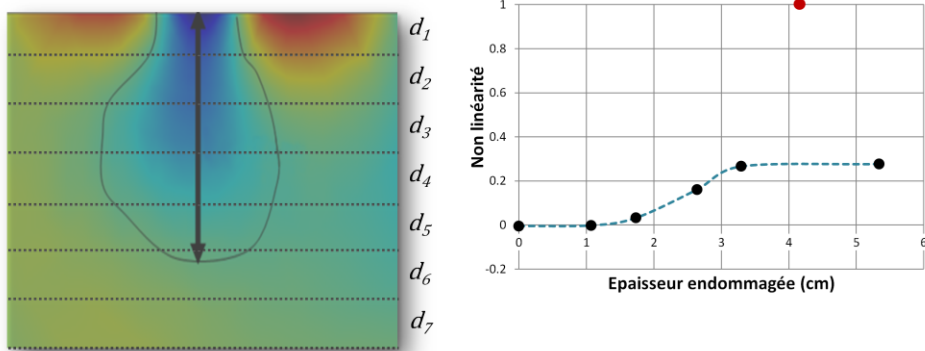 d1
d2
d3
d4
d5
d6
d7
Non linéarité
1
0.8
0.6
0.4
0.2
0
-0.2
0 1 2 3 4 5 6
Epaisseur endommagée (cm)